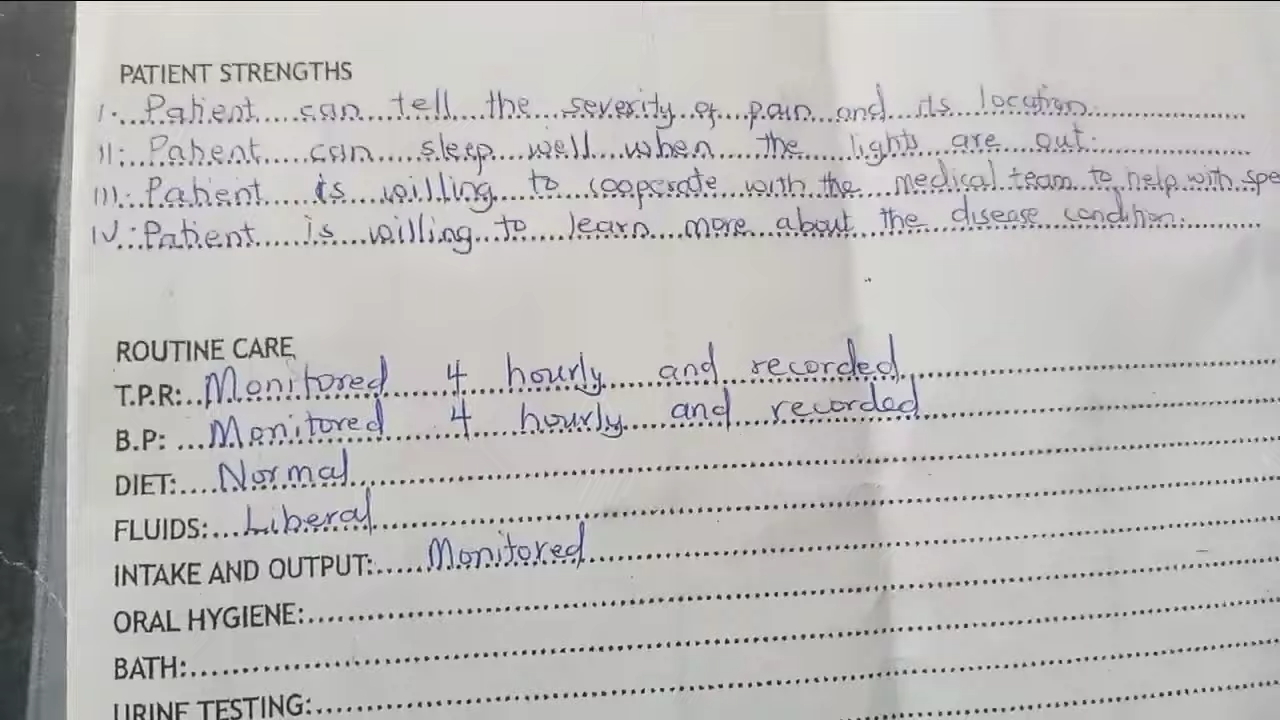 PATIENT STRENGTHS
I. Patient can tell the severity of pain and its location
II. Patient can sleep well when the lights are out.
III. Patient is willing to cooperate with the medical team to help with
IV. Patient is willing to learn more about the disease condition.
ROUTINE CARE
T.P.R: Monitored 4 hourly and recorded
B.P: Monitored 4 hourly and recorded
DIET: Normal
FLUIDS: Liberal
INTAKE AND OUTPUT: Monitored
ORAL HYGIENE:
BATH:
URINE TESTING: